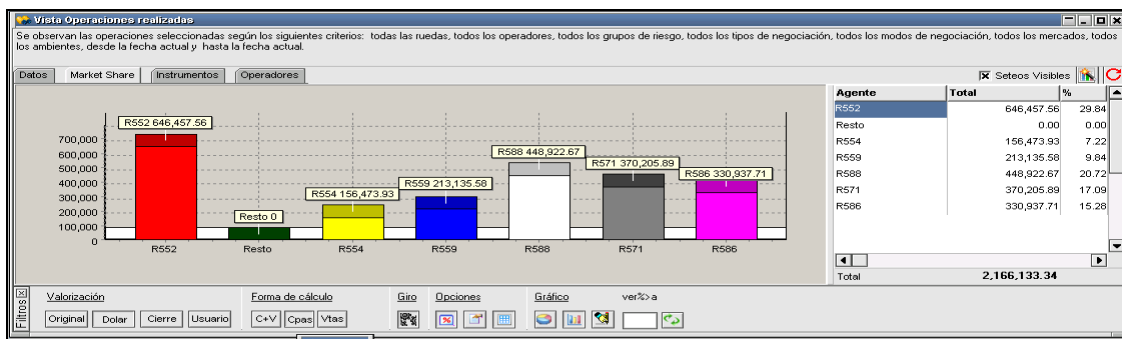 Vista Operaciones realizadas
Se observan las operaciones seleccionadas según los siguientes criterios: todas las ruedas, todos los operadores, todos los grupos de riesgo, todos los tipos de negociación, todos los modos de negociación, todos los mercados, todos
los ambientes, desde la fecha actual y hasta la fecha actual.
Datos Market Share Instrumentos Operadores Seteos Visibles
Agente Total %
R552 646,457.56 29.84
Resto 0.00 0.00
R554 156,473.93 7.22
R559 213,135.58 9.84
R588 448,922.67 20.72
R571 370,205.89 17.09
R586 330,937.71 15.28
Total 2,166,133.34
R552 646,457.56
Resto 0
R554 156,473.93
R559 213,135.58
R588 448,922.67
R571 370,205.89
R586 330,937.71
700,000
600,000
500,000
400,000
300,000
200,000
100,000
0
R552 Resto R554 R559 R588 R571 R586
Filtros
Valorización Forma de cálculo Giro Opciones Gráfico ver%>a
Original Dolar Cierre Usuario C+V Cpas Vtas